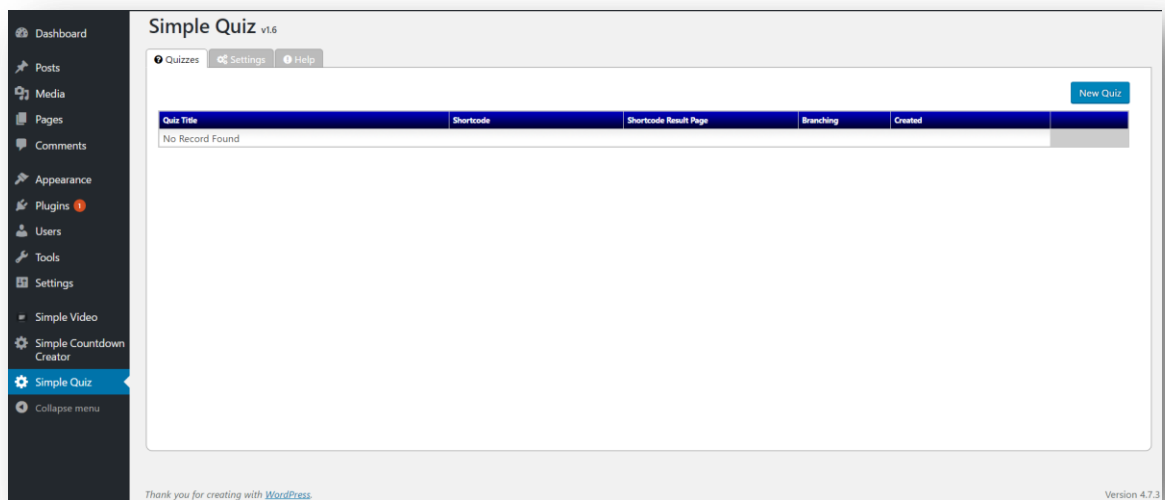 Dashboard
Posts
Media
Pages
Comments
Appearance
Plugins 1
Users
Tools
Settings
Simple Video
Simple Countdown
Creator
Simple Quiz
Collapse menu
Simple Quiz v1.6
Quizzes Settings Help
New Quiz
Quiz Title Shortcode Shortcode Result Page Branching Created
No Record Found
Thank you for creating with WordPress. Version 4.7.3